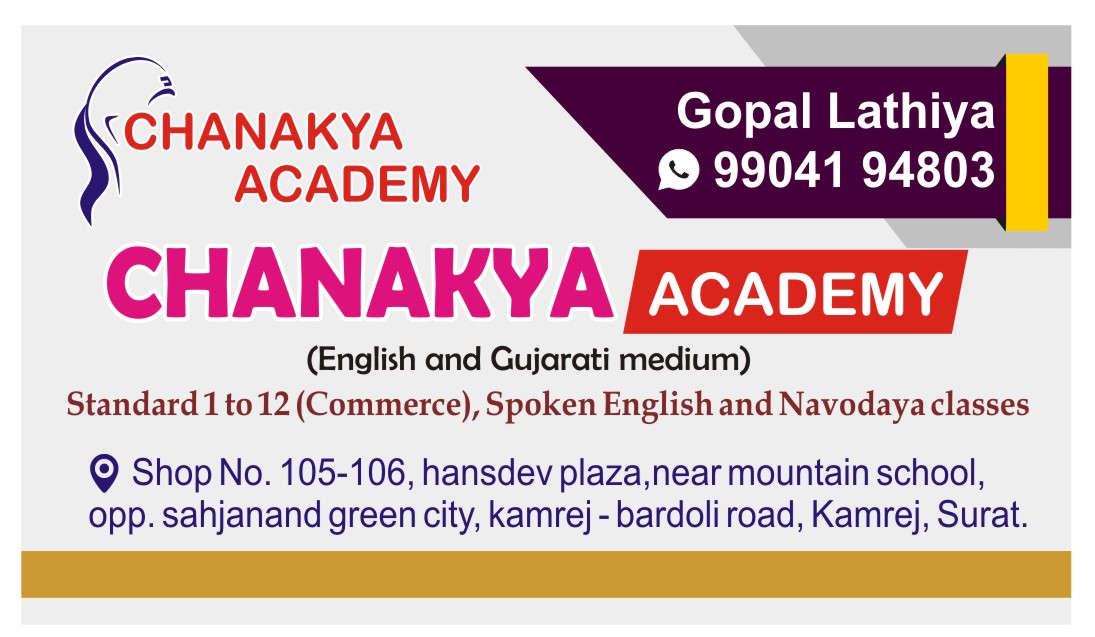 CHANAKYA
ACADEMY
Gopal Lathiya
99041 94803
CHANAKYA ACADEMY
(English and Gujarati medium)
Standard 1 to 12 (Commerce), Spoken English and Navodaya classes
Shop No. 105-106, hansdev plaza,near mountain school,
opp. sahjanand green city, kamrej - bardoli road, Kamrej, Surat.